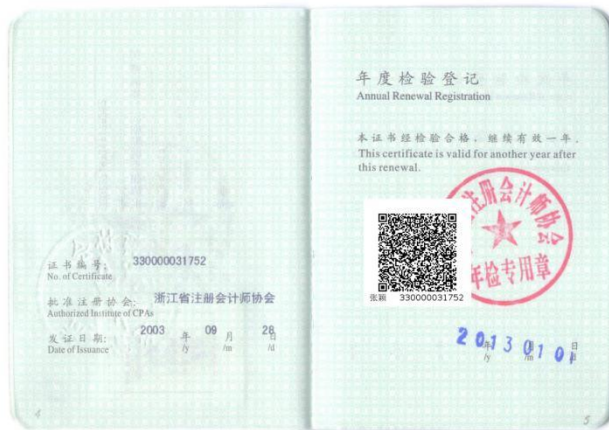 证书编号: 330000031752
No. of Certificate
批准注册协会: 浙江省注册会计师协会
Authorized Institute of CPAs
发证日期: 2003 年 09 月 28 日
Date of Issuance /y /m /d
4
年度检验登记
Annual Renewal Registration
本证书经检验合格，继续有效一年。
This certificate is valid for another year after
this renewal.
注册会计师协会
年检专用章
张颖 330000031752
2013 01 01
年 月 日
/y /m /d
5